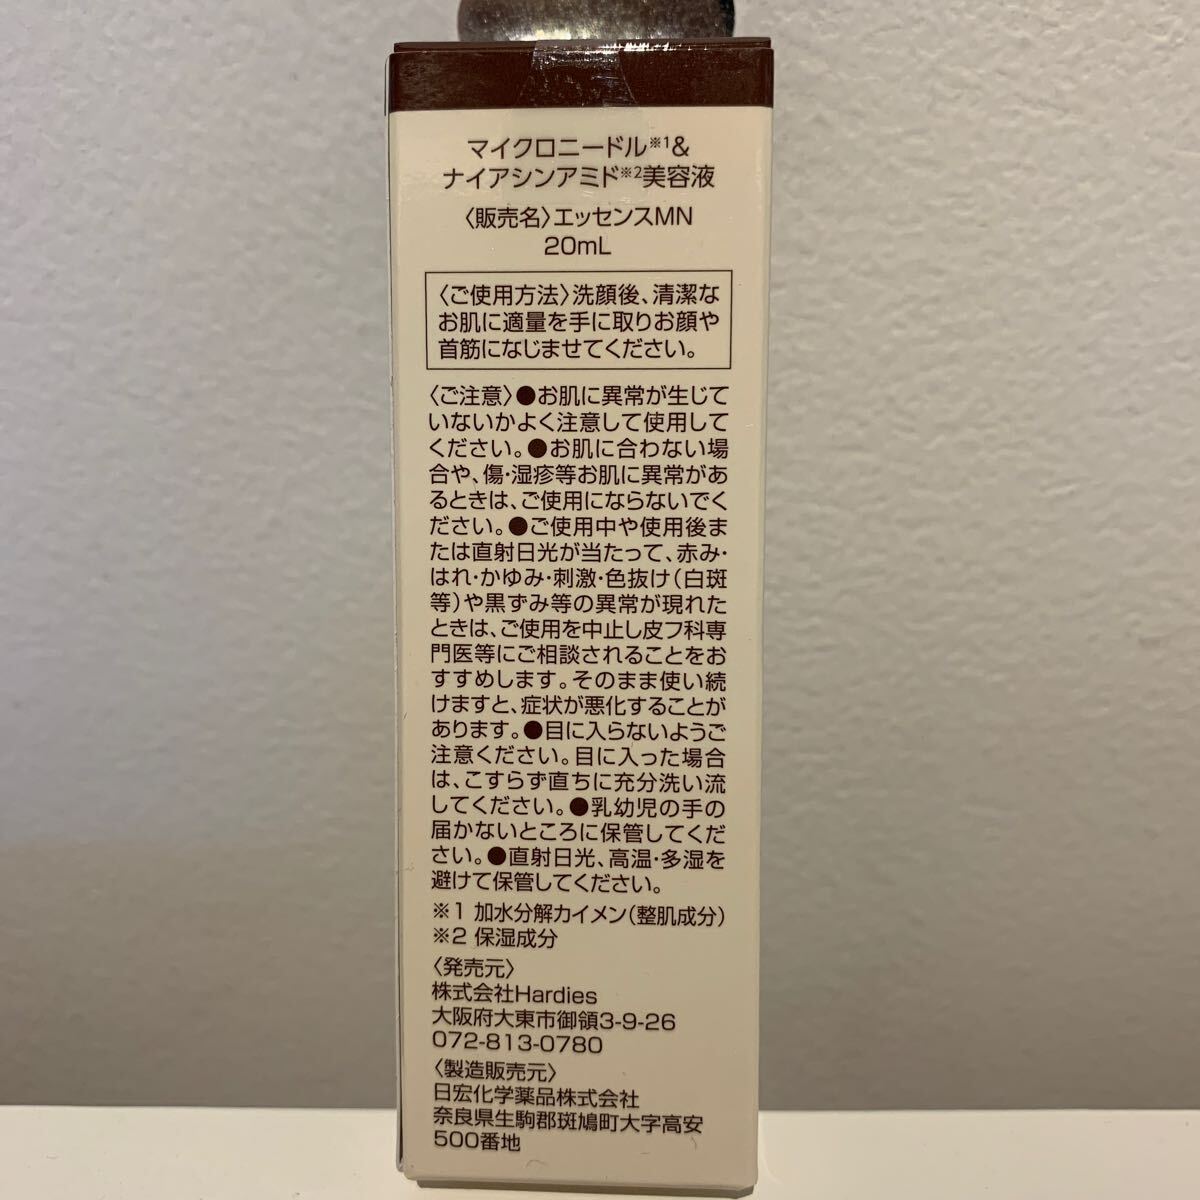 マイクロニードル※1&
ナイアシンアミド※2美容液
〈販売名〉エッセンスMN
20mL
〈ご使用方法〉洗顔後、清潔な
お肌に適量を手に取りお顔や
首筋になじませてください。
〈ご注意〉●お肌に異常が生じて
いないかよく注意して使用して
ください。●お肌に合わない場
合や、傷・湿疹等お肌に異常があ
るときは、ご使用にならないでく
ださい。●ご使用中や使用後ま
たは直射日光が当たって、赤み・
はれ・かゆみ・刺激・色抜け（白斑
等）や黒ずみ等の異常が現れた
ときは、ご使用を中止し皮フ科専
門医等にご相談されることをお
すすめします。そのまま使い続
けますと、症状が悪化することが
あります。●目に入らないようご
注意ください。目に入った場合
は、こすらず直ちに充分洗い流
してください。●乳幼児の手の
届かないところに保管してくだ
さい。●直射日光、高温・多湿を
避けて保管してください。
※1 加水分解カイメン（整肌成分）
※2 保湿成分
〈発売元〉
株式会社Hardies
大阪府大東市御領3-9-26
072-813-0780
〈製造販売元〉
日宏化学薬品株式会社
奈良県生駒郡斑鳩町大字高安
500番地